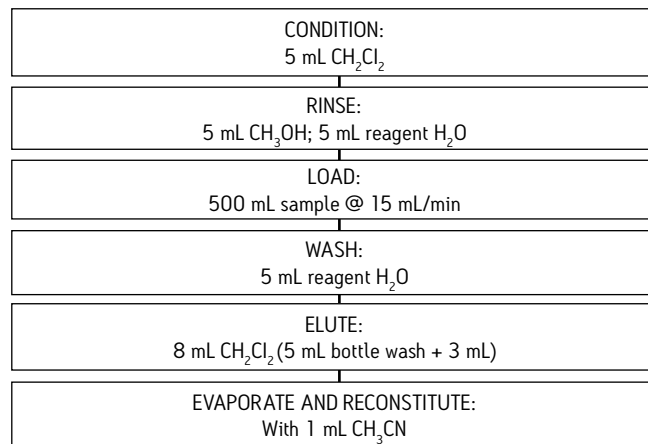 CONDITION:
5 mL CH₂Cl₂
RINSE:
5 mL CH₃OH; 5 mL reagent H₂O
LOAD:
500 mL sample @ 15 mL/min
WASH:
5 mL reagent H₂O
ELUTE:
8 mL CH₂Cl₂ (5 mL bottle wash + 3 mL)
EVAPORATE AND RECONSTITUTE:
With 1 mL CH₃CN